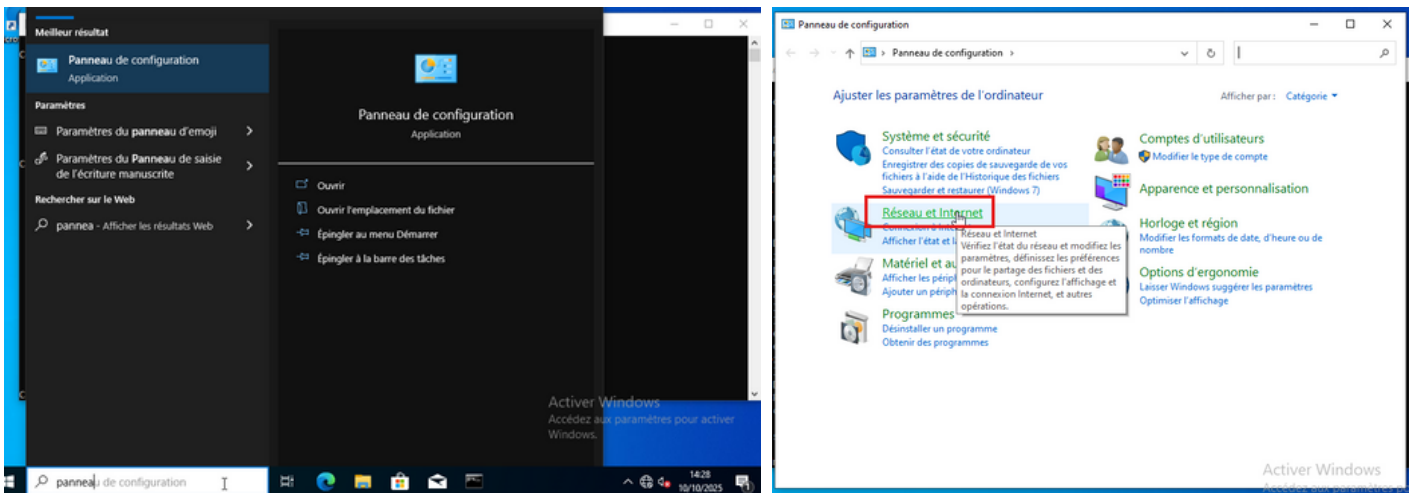 Meilleur résultat
Panneau de configuration
Application
Paramètres
Paramètres du panneau d'emoji
Paramètres du Panneau de saisie
de l'écriture manuscrite
Rechercher sur le Web
pannea - Afficher les résultats Web
Panneau de configuration
Application
Ouvrir
Ouvrir l'emplacement du fichier
Épingler au menu Démarrer
Épingler à la barre des tâches
Activer Windows
Accédez aux paramètres pour activer
Windows.
panneau de configuration
14:28
10/10/2025
Panneau de configuration
Panneau de configuration
Ajuster les paramètres de l'ordinateur
Afficher par : Catégorie
Système et sécurité
Consulter l'état de votre ordinateur
Enregistrer des copies de sauvegarde de vos
fichiers à l'aide de l'Historique des fichiers
Sauvegarder et restaurer (Windows 7)
Réseau et Internet
Afficher l'état et
Réseau et Internet
Vérifiez l'état du réseau et modifiez les
paramètres, définissez les préférences
pour le partage des fichiers et des
ordinateurs, configurez l'affichage et
la connexion Internet, et autres
opérations.
Matériel et au
Afficher les périp
Ajouter un périph
Programmes
Désinstaller un programme
Obtenir des programmes
Comptes d'utilisateurs
Modifier le type de compte
Apparence et personnalisation
Horloge et région
Modifier les formats de date, d'heure ou de
nombre
Options d'ergonomie
Laisser Windows suggérer les paramètres
Optimiser l'affichage
Activer Windows